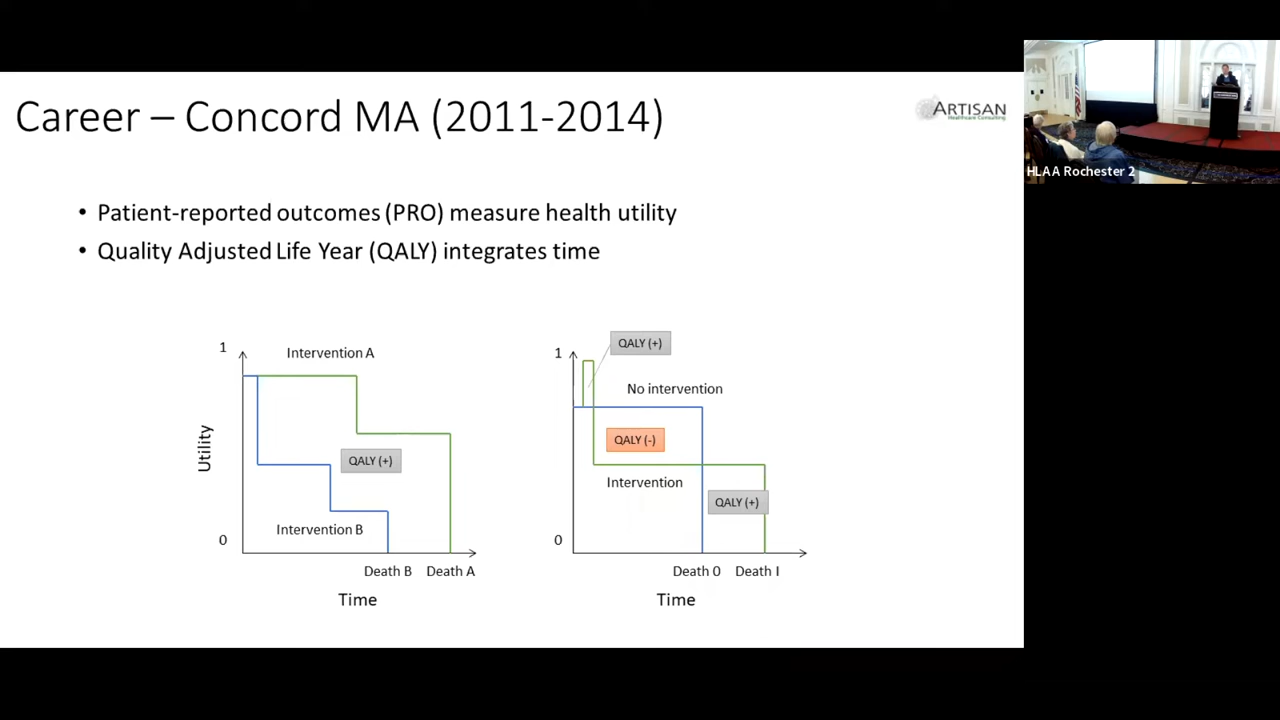 Career – Concord MA (2011-2014)
ARTISAN
Healthcare Consulting
HLAA Rochester 2
• Patient-reported outcomes (PRO) measure health utility
• Quality Adjusted Life Year (QALY) integrates time
1
Intervention A
Utility
QALY (+)
Intervention B
0
Death B
Death A
Time
1
QALY (+)
No intervention
QALY (-)
Intervention
QALY (+)
0
Death 0
Death I
Time